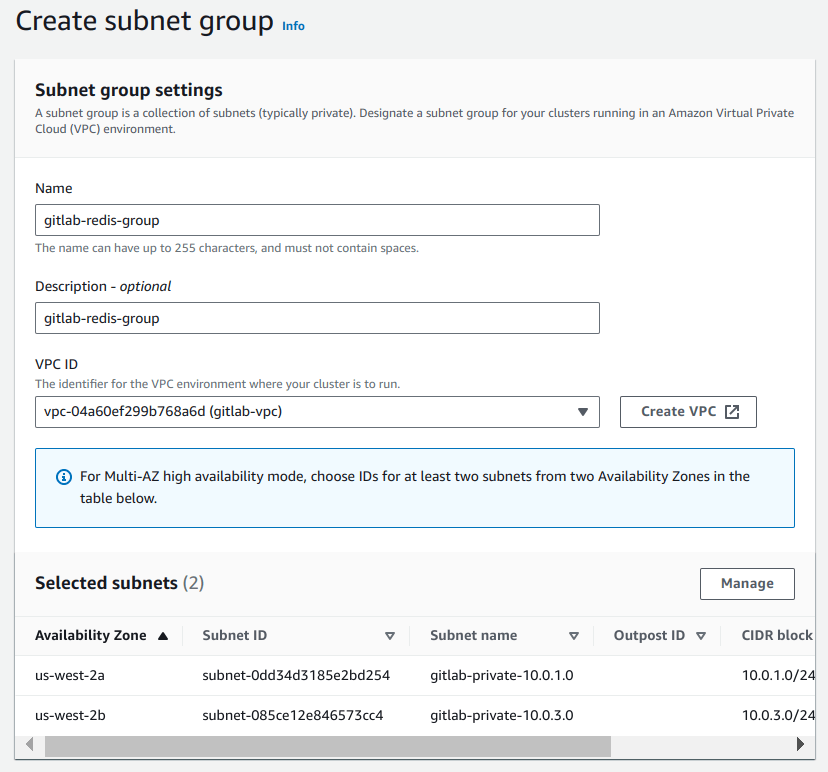 Create subnet group Info
Subnet group settings
A subnet group is a collection of subnets (typically private). Designate a subnet group for your clusters running in an Amazon Virtual Private
Cloud (VPC) environment.
Name
gitlab-redis-group
The name can have up to 255 characters, and must not contain spaces.
Description - optional
gitlab-redis-group
VPC ID
The identifier for the VPC environment where your cluster is to run.
vpc-04a60ef299b768a6d (gitlab-vpc)
Create VPC
For Multi-AZ high availability mode, choose IDs for at least two subnets from two Availability Zones in the
table below.
Selected subnets (2)
Manage
Availability Zone Subnet ID Subnet name Outpost ID CIDR block
us-west-2a subnet-0dd34d3185e2bd254 gitlab-private-10.0.1.0 10.0.1.0/24
us-west-2b subnet-085ce12e846573cc4 gitlab-private-10.0.3.0 10.0.3.0/24